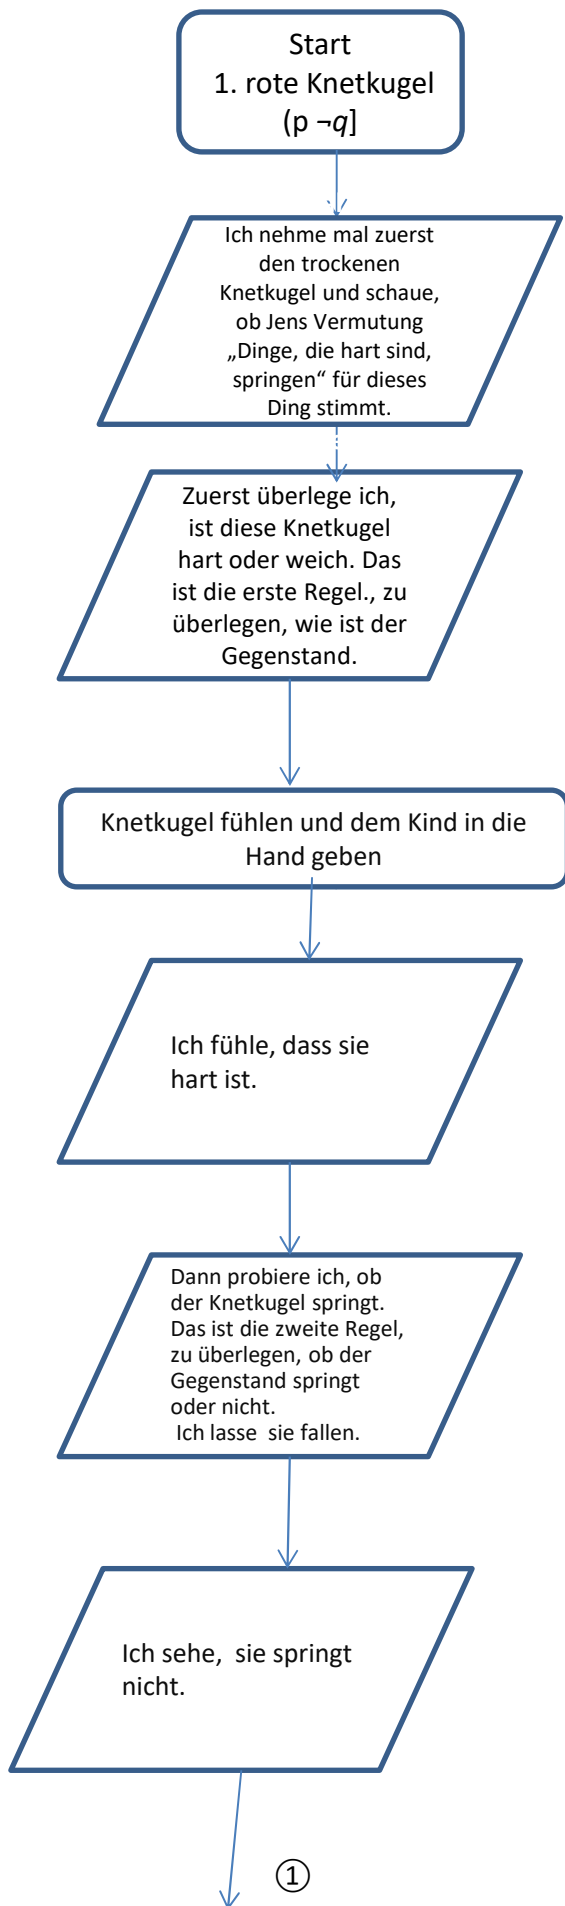 Start
1. rote Knetkugel
(p ¬q]
Ich nehme mal zuerst
den trockenen
Knetkugel und schaue,
ob Jens Vermutung
„Dinge, die hart sind,
springen“ für dieses
Ding stimmt.
Zuerst überlege ich,
ist diese Knetkugel
hart oder weich. Das
ist die erste Regel., zu
überlegen, wie ist der
Gegenstand.
Knetkugel fühlen und dem Kind in die
Hand geben
Ich fühle, dass sie
hart ist.
Dann probiere ich, ob
der Knetkugel springt.
Das ist die zweite Regel,
zu überlegen, ob der
Gegenstand springt
oder nicht.
Ich lasse sie fallen.
Ich sehe, sie springt
nicht.
①